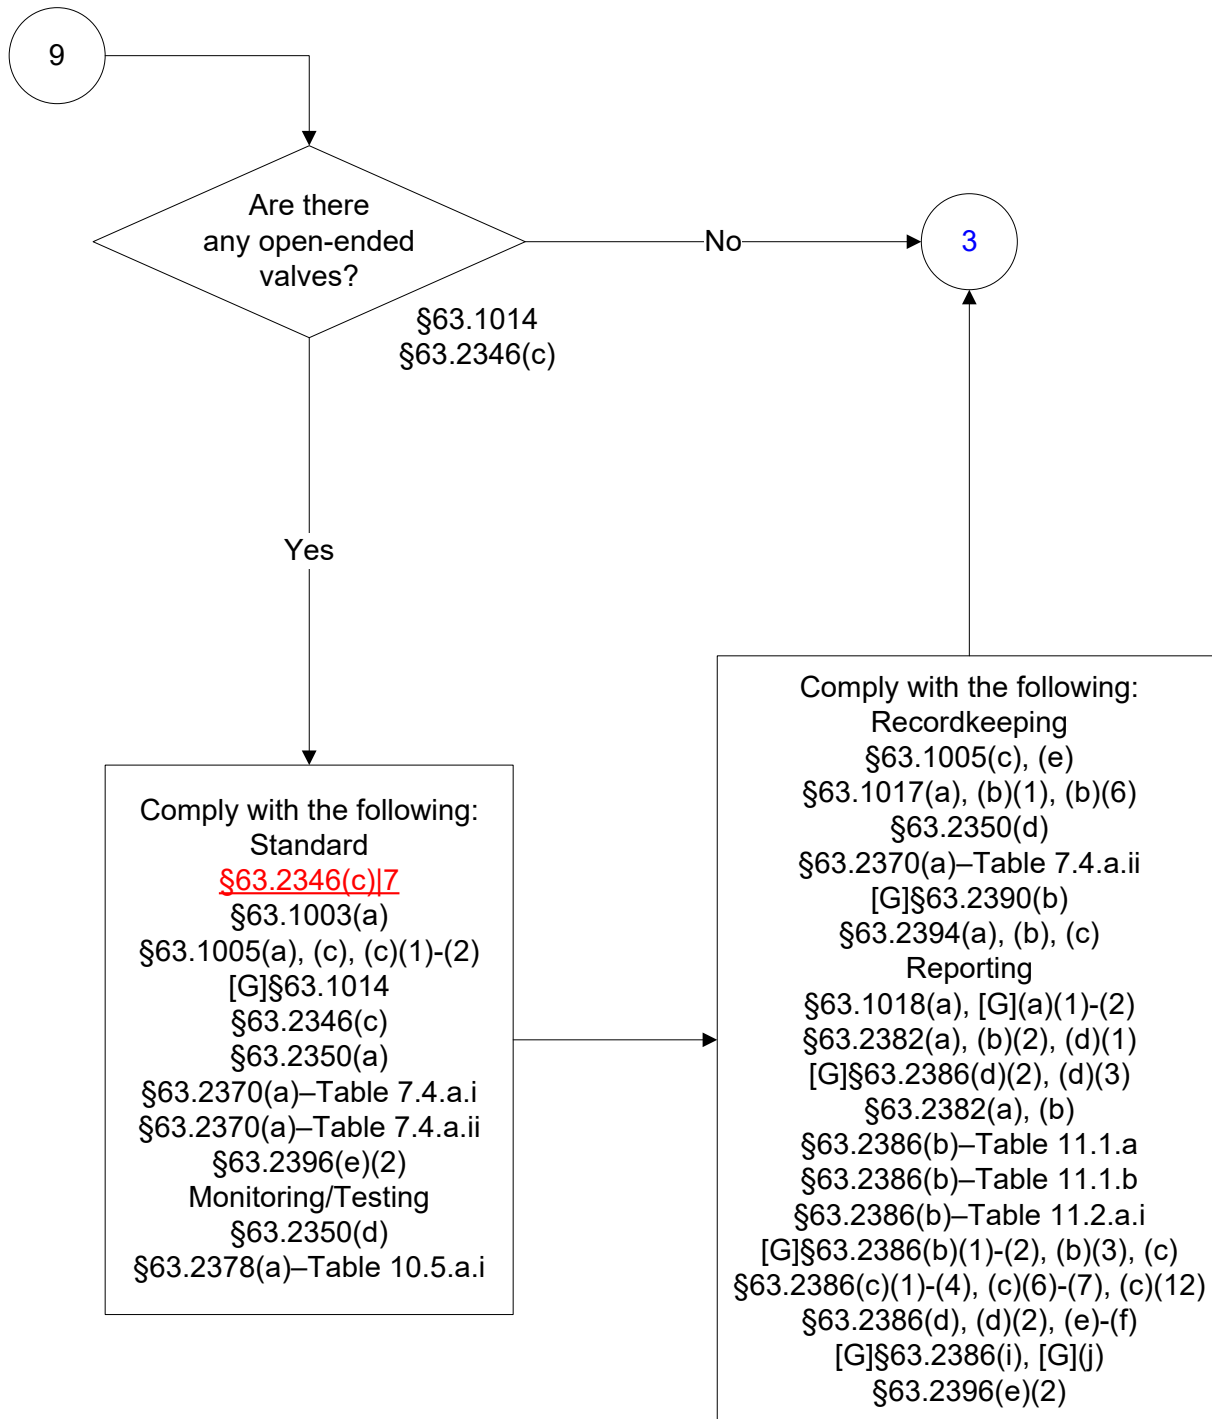 9
Are there
any open-ended
valves?
No
3
§63.1014
§63.2346(c)
Yes
Comply with the following:
Standard
§63.2346(c)|7
§63.1003(a)
§63.1005(a), (c), (c)(1)-(2)
[G]§63.1014
§63.2346(c)
§63.2350(a)
§63.2370(a)–Table 7.4.a.i
§63.2370(a)–Table 7.4.a.ii
§63.2396(e)(2)
Monitoring/Testing
§63.2350(d)
§63.2378(a)–Table 10.5.a.i
Comply with the following:
Recordkeeping
§63.1005(c), (e)
§63.1017(a), (b)(1), (b)(6)
§63.2350(d)
§63.2370(a)–Table 7.4.a.ii
[G]§63.2390(b)
§63.2394(a), (b), (c)
Reporting
§63.1018(a), [G](a)(1)-(2)
§63.2382(a), (b)(2), (d)(1)
[G]§63.2386(d)(2), (d)(3)
§63.2382(a), (b)
§63.2386(b)–Table 11.1.a
§63.2386(b)–Table 11.1.b
§63.2386(b)–Table 11.2.a.i
[G]§63.2386(b)(1)-(2), (b)(3), (c)
§63.2386(c)(1)-(4), (c)(6)-(7), (c)(12)
§63.2386(d), (d)(2), (e)-(f)
[G]§63.2386(i), [G](j)
§63.2396(e)(2)